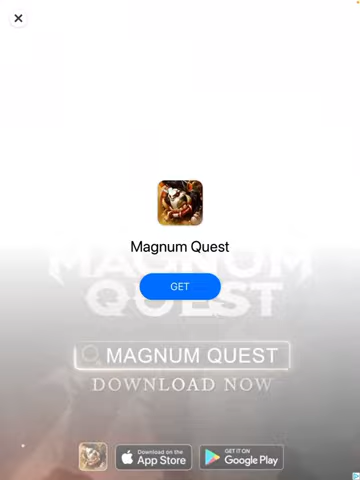 Magnum Quest
GET
MAGNUM
QUEST
MAGNUM QUEST
DOWNLOAD NOW
Download on the
App Store
GET IT ON
Google Play